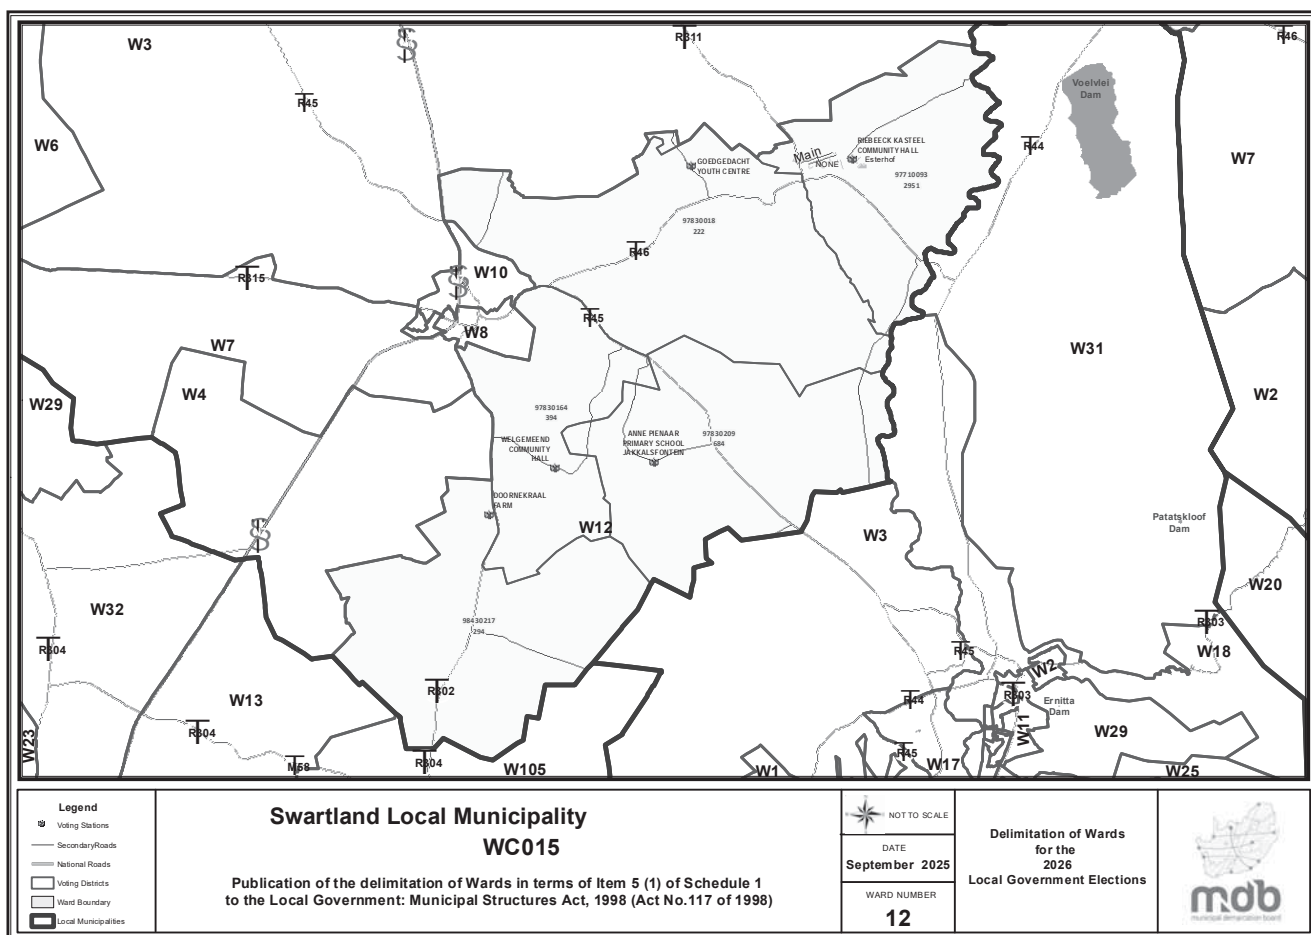 W3
R311
R46
Voelvlei
Dam
R45
W6
Main
NONE
RIEBEECK KASTEEL
COMMUNITY HALL
Esterhof
R44
W7
GOEDGEDACHT
YOUTH CENTRE
97710093
2951
97830018
222
R46
R315
W10
R45
W8
W7
W31
W29
W4
W2
97830164
394
WELGEMEEND
COMMUNITY
HALL
ANNE PIENAAR
PRIMARY SCHOOL
JAKKALSFONTEIN
97830209
684
DOORNEKRAAL
FARM
W12
W3
Patatskloof
Dam
W32
W20
98430217
294
R303
R304
R45
W18
W2
R302
W13
R44
R303
Ernitta
Dam
R304
W11
W29
W23
R45
M58
R304
W105
W1
W17
W25
Legend
Voting Stations
SecondaryRoads
National Roads
Voting Districts
Ward Boundary
Local Municipalities
Swartland Local Municipality
WC015
Publication of the delimitation of Wards in terms of Item 5 (1) of Schedule 1
to the Local Government: Municipal Structures Act, 1998 (Act No.117 of 1998)
NOT TO SCALE
DATE
September 2025
WARD NUMBER
12
Delimitation of Wards
for the
2026
Local Government Elections
mdb
municipal demarcation board